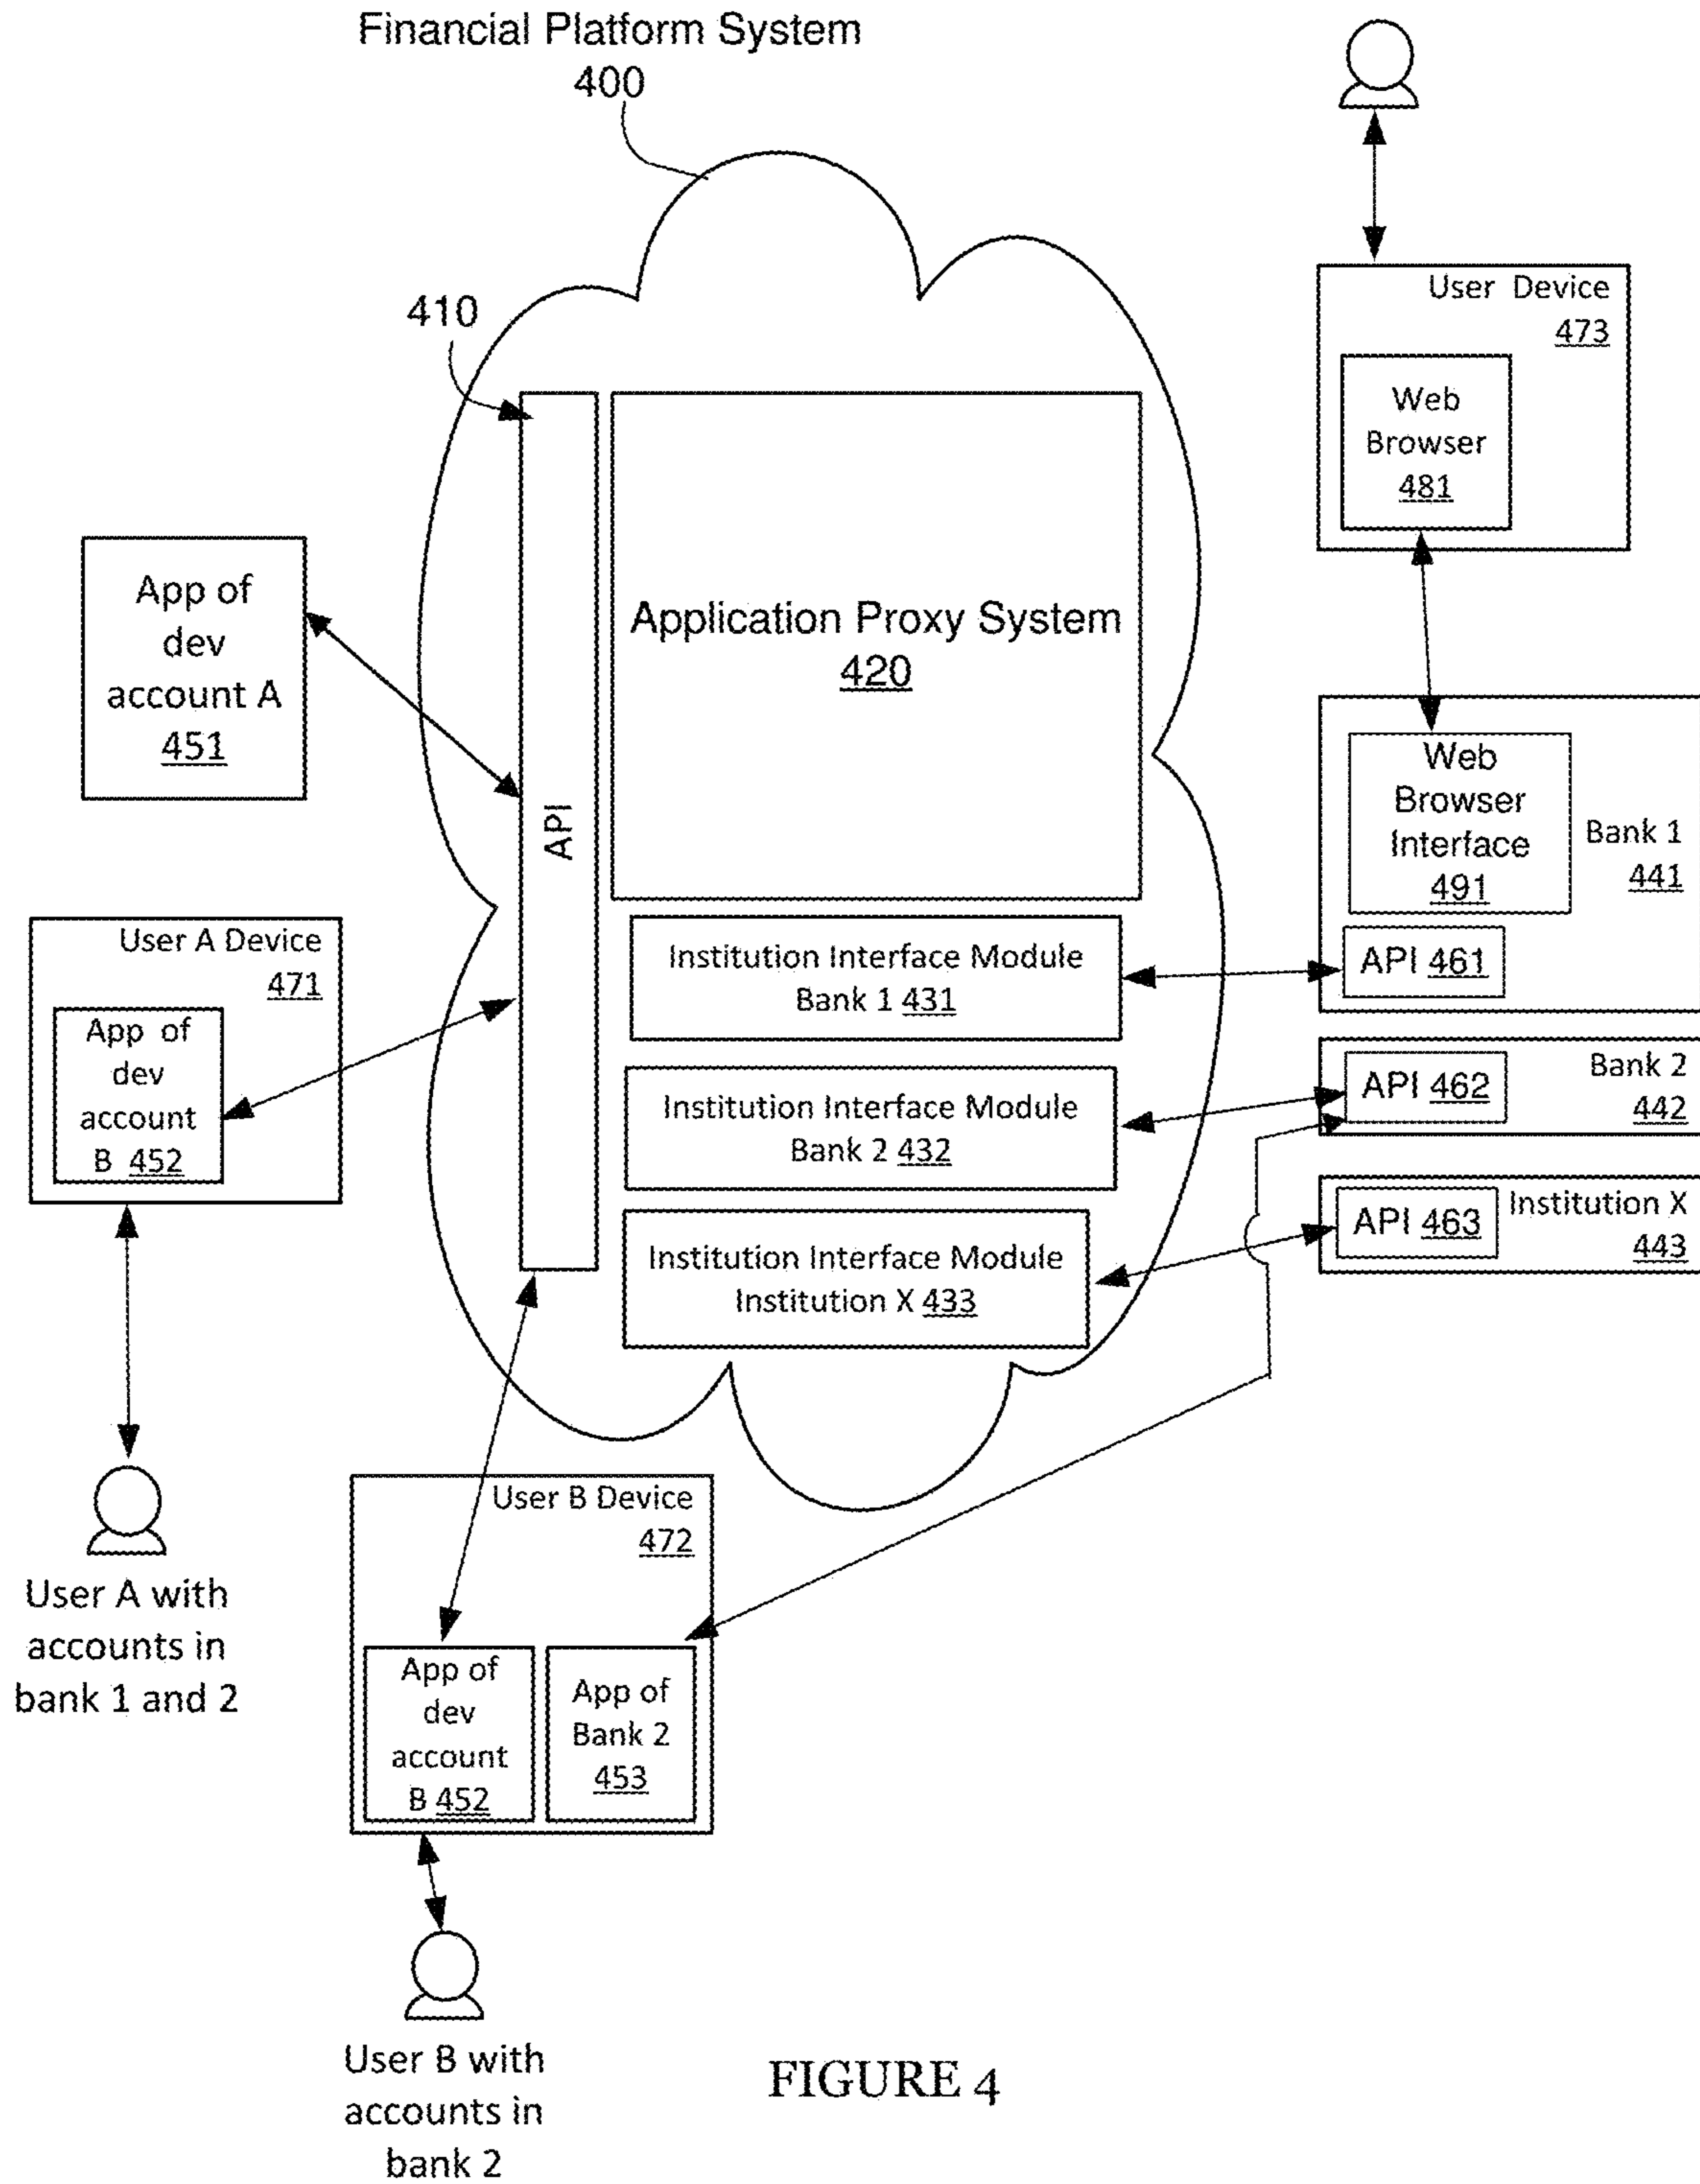 Financial Platform System
400
410
User Device
473
Web
Browser
481
App of
dev
account A
451
Application Proxy System
420
API
Web
Browser
Interface
491
Bank 1
441
API 461
User A Device
471
App of
dev
account
B 452
Institution Interface Module
Bank 1 431
Institution Interface Module
Bank 2 432
API 462
Bank 2
442
Institution Interface Module
Institution X 433
API 463
Institution X
443
User A with
accounts in
bank 1 and 2
User B Device
472
App of
dev
account
B 452
App of
Bank 2
453
User B with
accounts in
bank 2
FIGURE 4